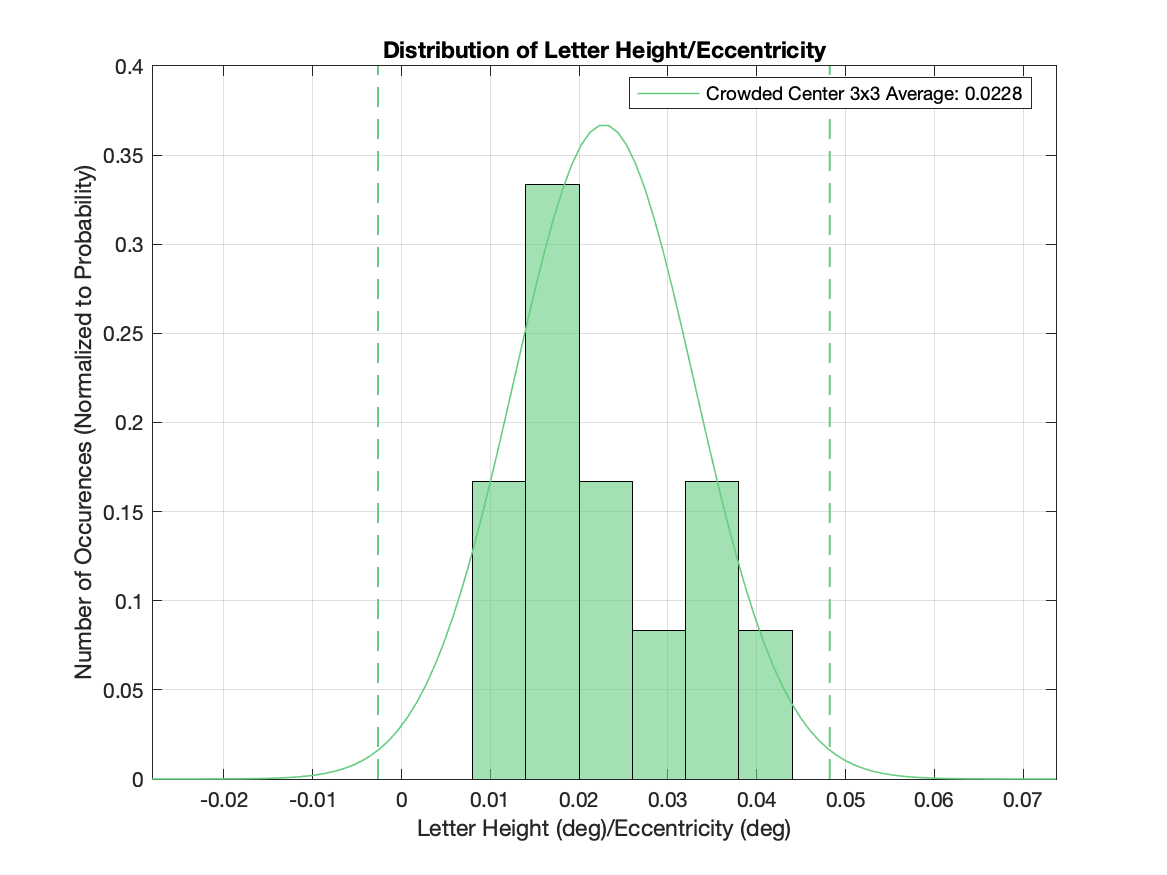 Distribution of Letter Height/Eccentricity
Crowded Center 3x3 Average: 0.0228
Number of Occurences (Normalized to Probability)
0.4
0.35
0.3
0.25
0.2
0.15
0.1
0.05
0
-0.02 -0.01 0 0.01 0.02 0.03 0.04 0.05 0.06 0.07
Letter Height (deg)/Eccentricity (deg)